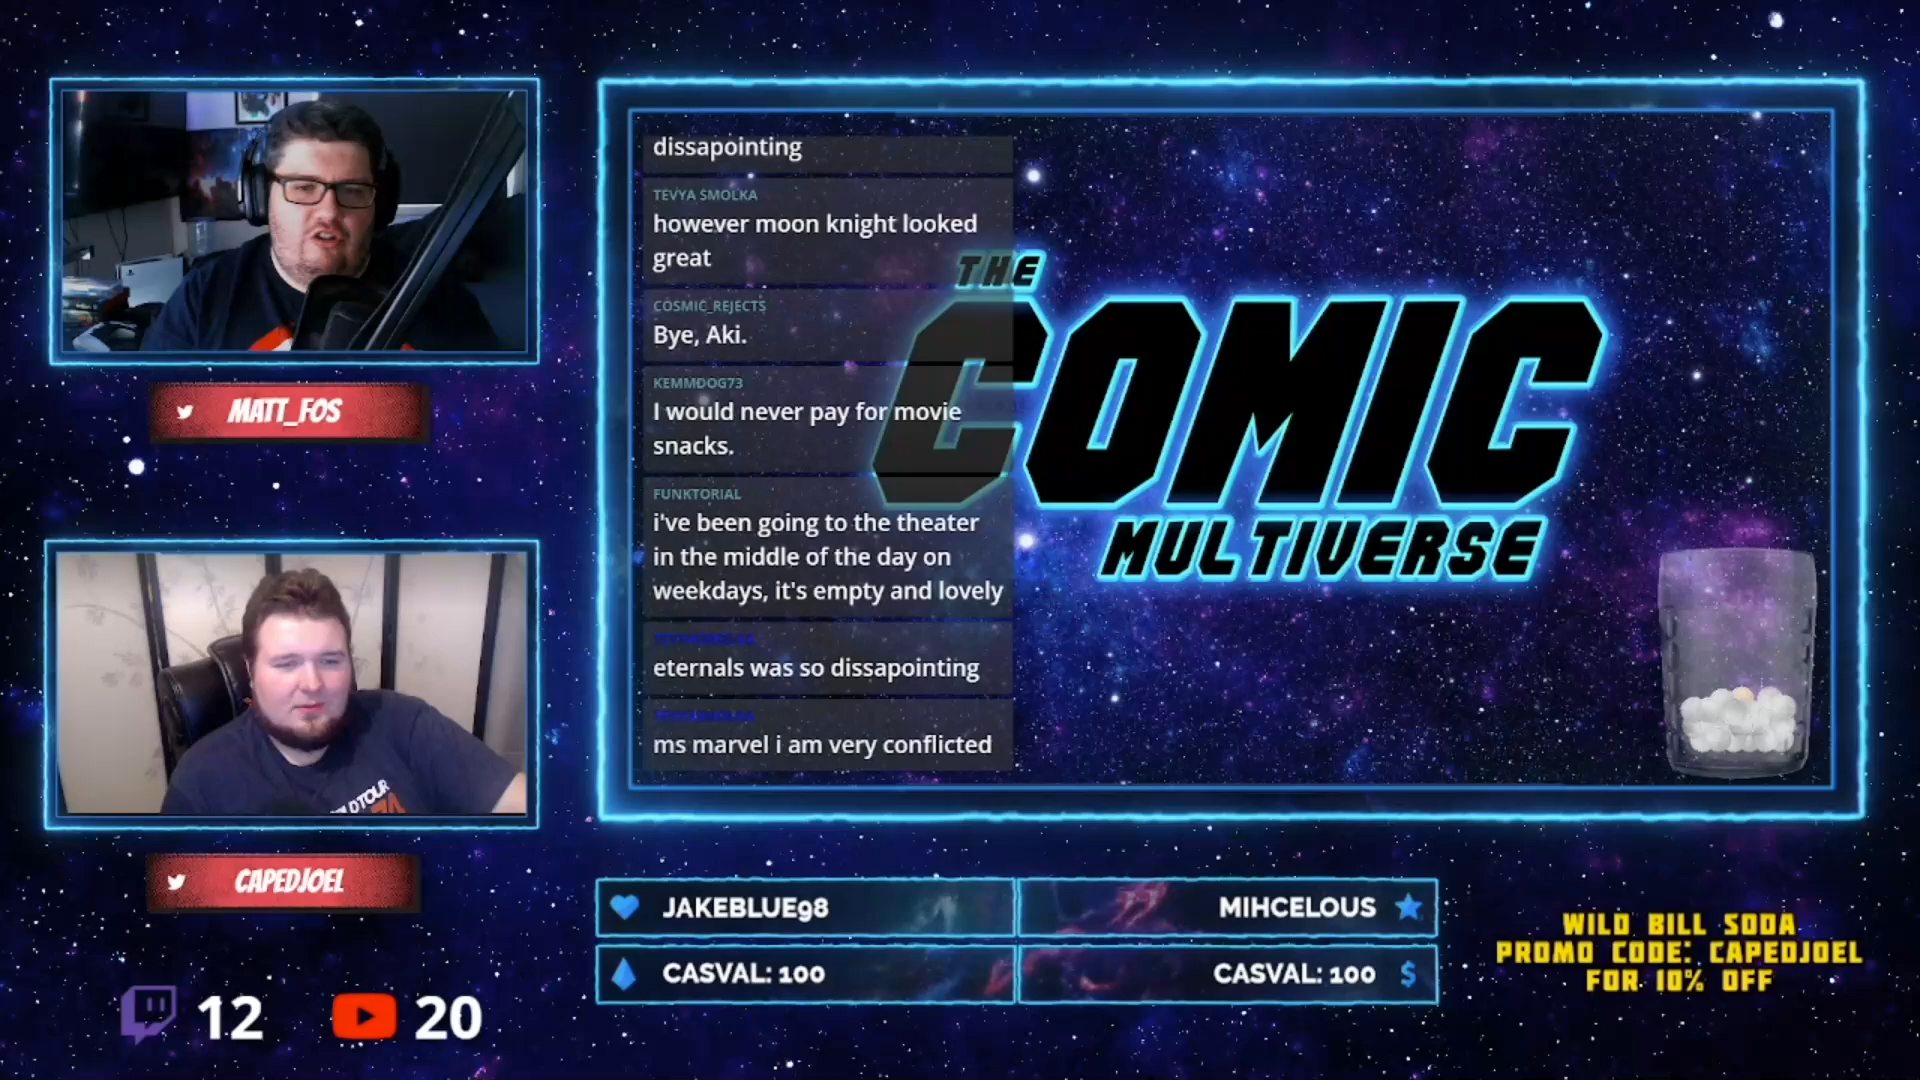 dissapointing
TEVYA SMOLKA
however moon knight looked
great
COSMIC_REJECTS
Bye, Aki.
KEMMDOG73
I would never pay for movie
snacks.
FUNKTORIAL
i've been going to the theater
in the middle of the day on
weekdays, it's empty and lovely
eternals was so dissapointing
ms marvel i am very conflicted
THE
COMIC
MULTIVERSE
MATT_FOS
CAPEDJOEL
JAKEBLUE98
MIHCELOUS
CASVAL: 100
CASVAL: 100 $
WILD BILL SODA
PROMO CODE: CAPEDJOEL
FOR 10% OFF
12
20